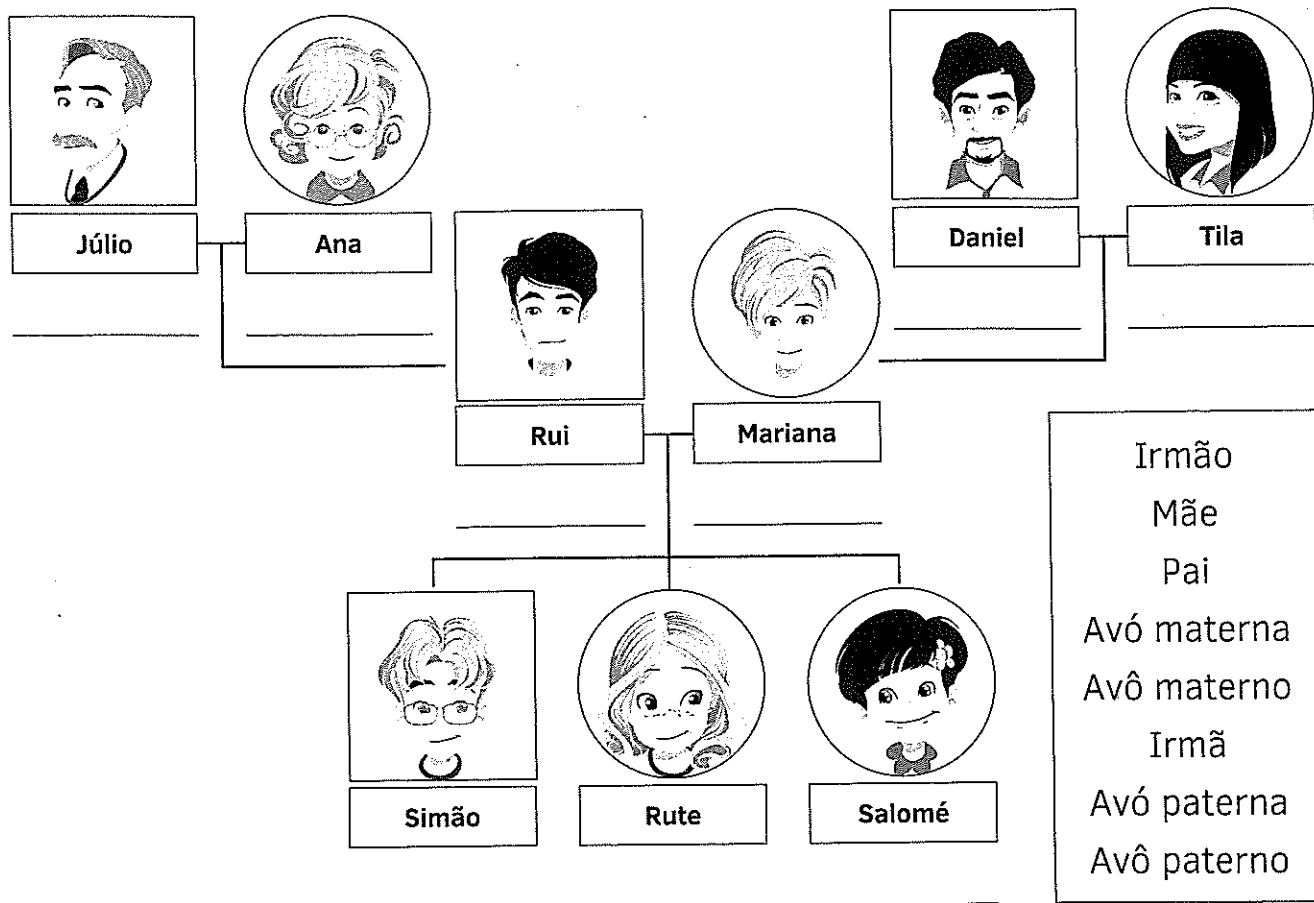 Júlio
Ana
Daniel
Tila
Rui
Mariana
Simão
Rute
Salomé
Irmão
Mãe
Pai
Avó materna
Avô materno
Irmã
Avó paterna
Avô paterno